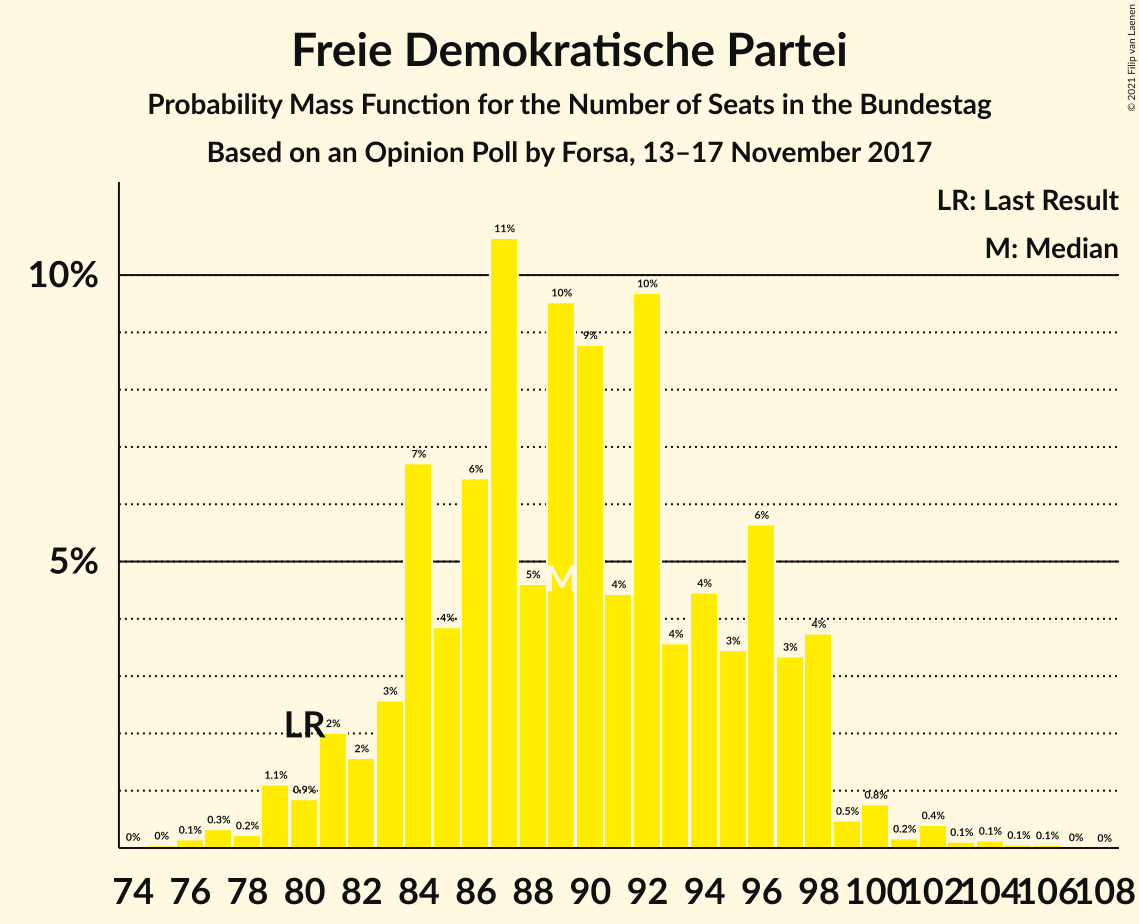 Freie Demokratische Partei
Probability Mass Function for the Number of Seats in the Bundestag
Based on an Opinion Poll by Forsa, 13–17 November 2017
© 2021 Filip van Laenen
LR: Last Result
M: Median
10%
5%
0% 0% 0.1% 0.3% 0.2% 1.1% 0.9% 2% 2% 3% 7% 4% 6% 11% 5% 10% 9% 4% 10% 4% 4% 3% 6% 3% 4% 0.5% 0.8% 0.2% 0.4% 0.1% 0.1% 0.1% 0.1% 0% 0%
LR
M
74 76 78 80 82 84 86 88 90 92 94 96 98 100 102 104 106 108